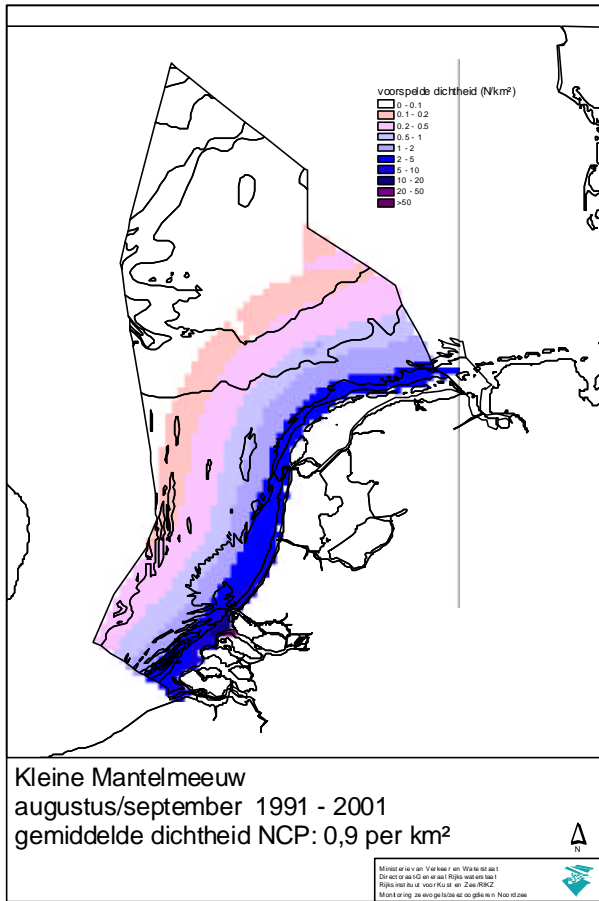 voorspelde dichtheid (N/km²)
0 - 0.1
0.1 - 0.2
0.2 - 0.5
0.5 - 1
1 - 2
2 - 5
5 - 10
10 - 20
20 - 50
>50
Kleine Mantelmeeuw
augustus/september 1991 - 2001
gemiddelde dichtheid NCP: 0,9 per km²
N
Ministerie van Verkeer en Waterstaat
Directoraat-Generaal Rijkswaterstaat
Rijksinstituut voor Kust en Zee/RIKZ
Monitoring zeevogels/zeezoogdieren Noordzee